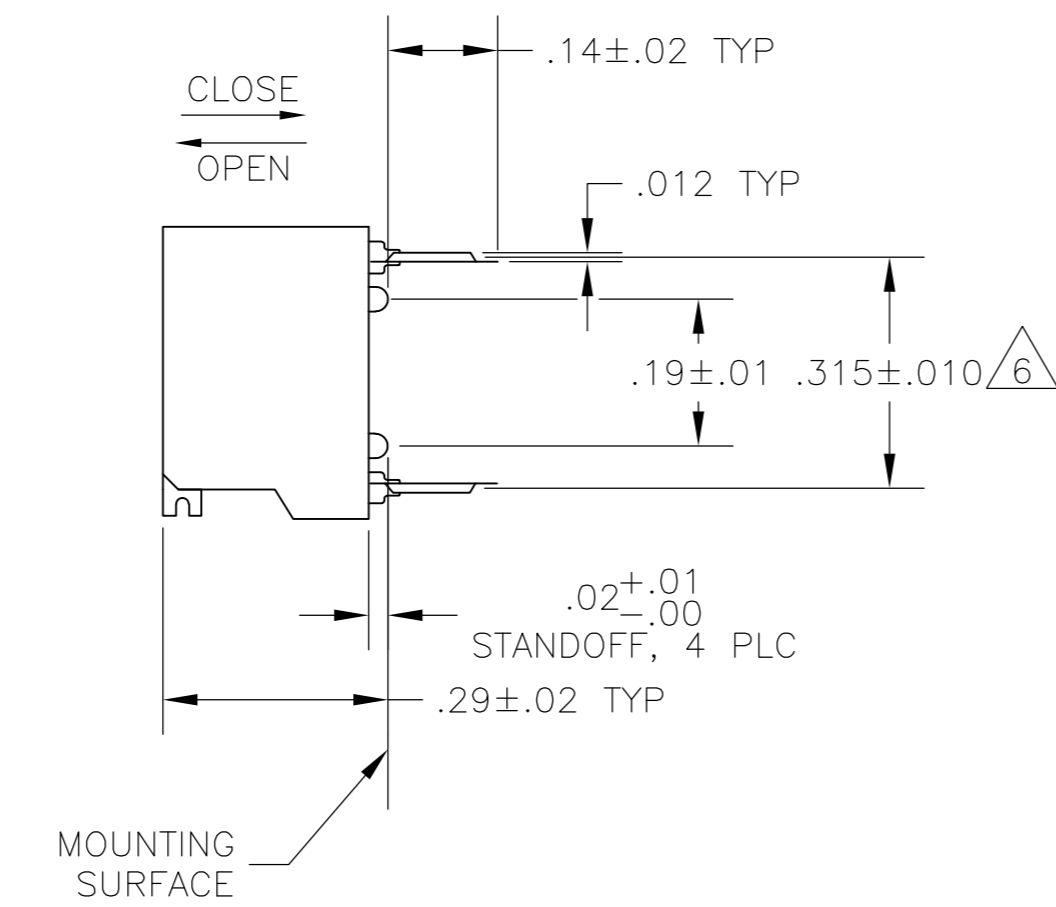 .14±.02 TYP
CLOSE
OPEN
.012 TYP
.19±.01
.315±.010
6
.02+.01
-.00
STANDOFF, 4 PLC
.29±.02 TYP
MOUNTING
SURFACE